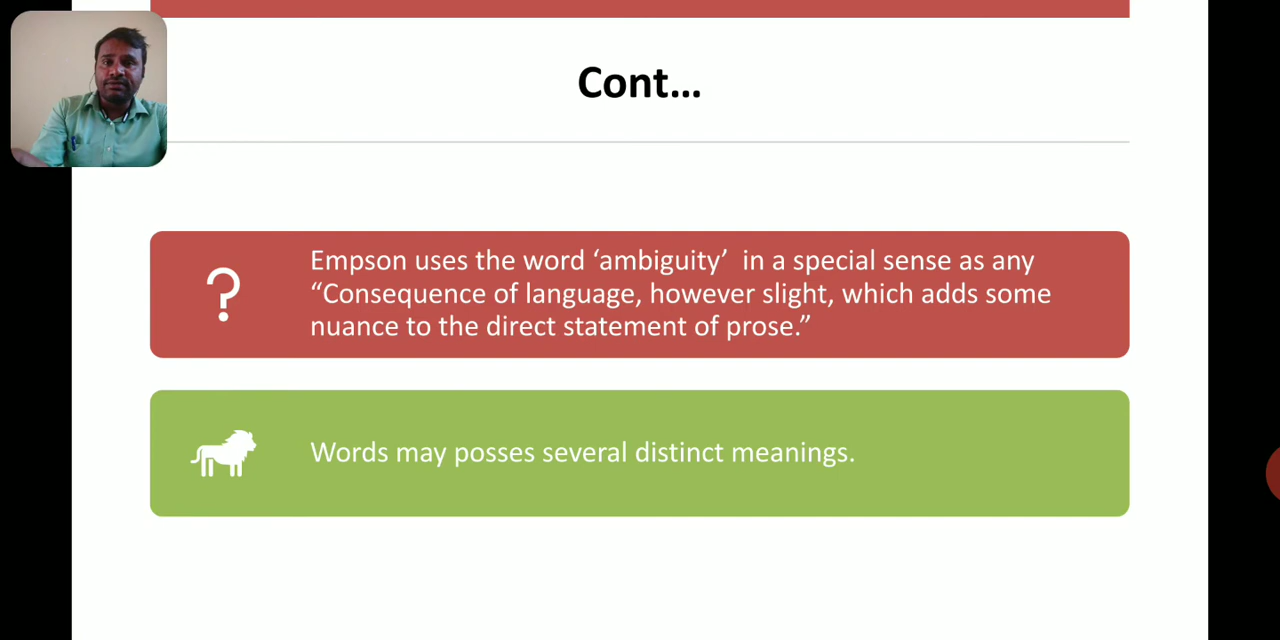 Cont...
Empson uses the word ‘ambiguity’ in a special sense as any
“Consequence of language, however slight, which adds some
nuance to the direct statement of prose.”
Words may posses several distinct meanings.